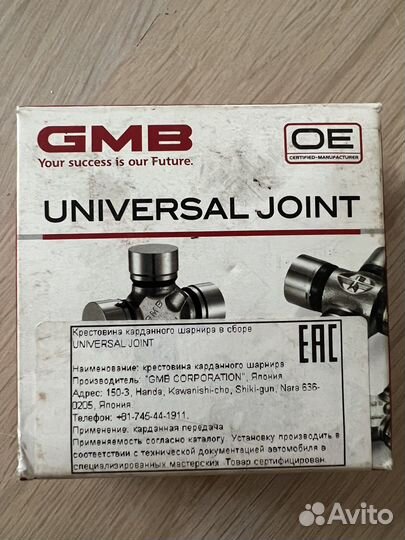 GMB
Your success is our Future.
OE
CERTIFIED-MANUFACTURER
UNIVERSAL JOINT
GMB
Крестовина карданного шарнира в сборе
UNIVERSAL JOINT
EAC
Наименование: крестовина карданного шарнира
Производитель: "GMB CORPORATION", Япония
Адрес: 150-3, Handa, Kawanishi-cho, Shiki-gun, Nara 636-
0205, Япония
Телефон: +81-745-44-1911.
Применение: карданная передача
Применяемость согласно каталогу. Установку производить в
соответствии с технической документацией автомобиля в
специализированных мастерских. Товар сертифицирован.
Avito